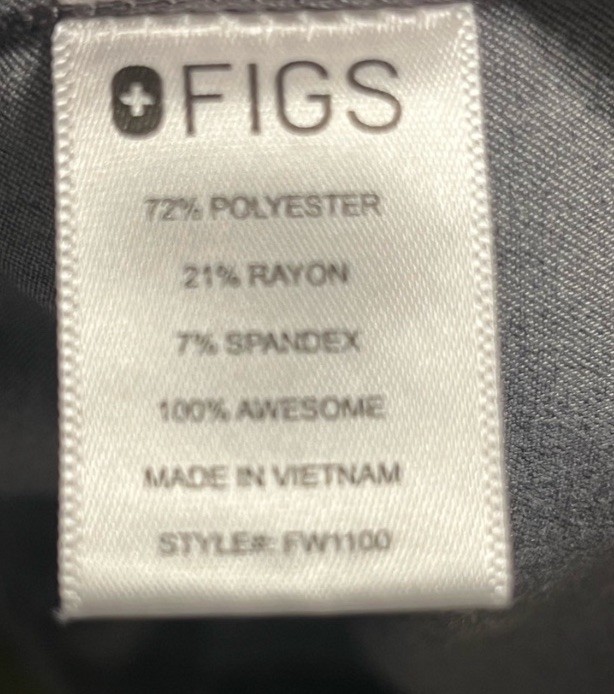 FIGS
72% POLYESTER
21% RAYON
7% SPANDEX
100% AWESOME
MADE IN VIETNAM
STYLE#: FW1100